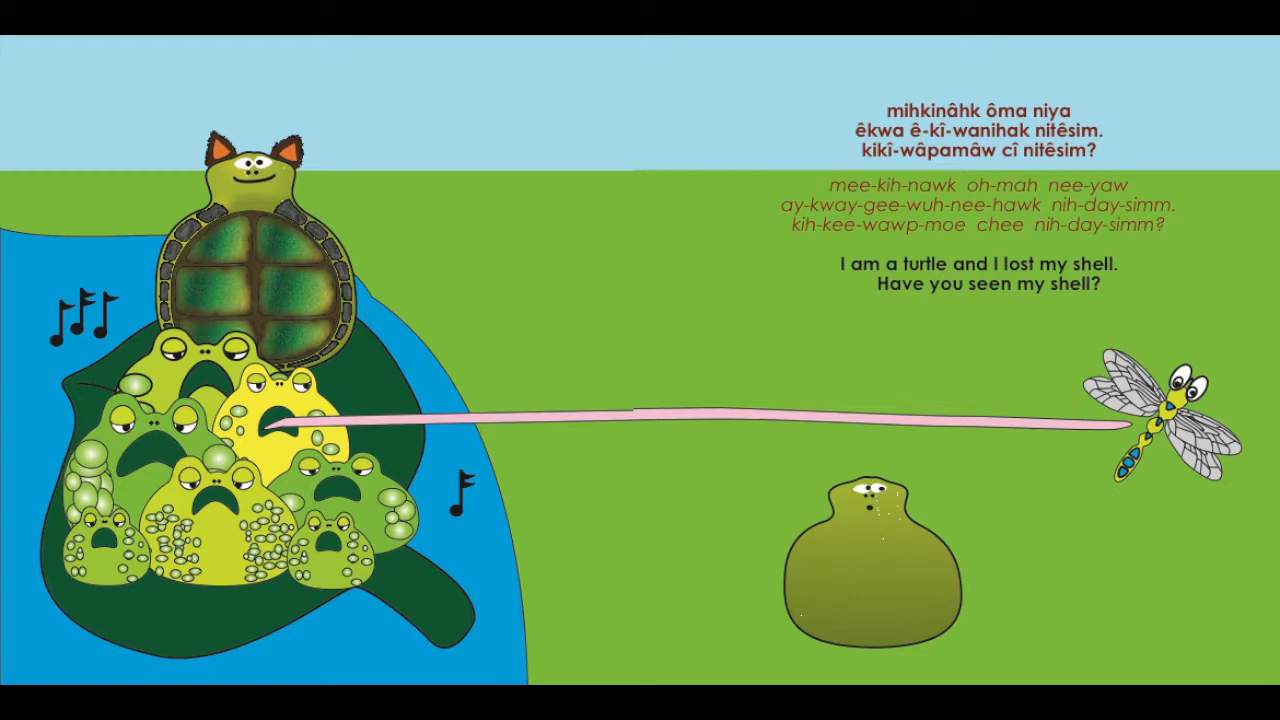 mihkinâhk ôma niya
êkwa ê-kî-wanihak nitêsim.
kikî-wâpamâw cî nitêsim?
mee-kih-nawk oh-mah nee-yaw
ay-kway-gee-wuh-nee-hawk nih-day-simm.
kih-kee-wawp-moe chee nih-day-simm?
I am a turtle and I lost my shell.
Have you seen my shell?